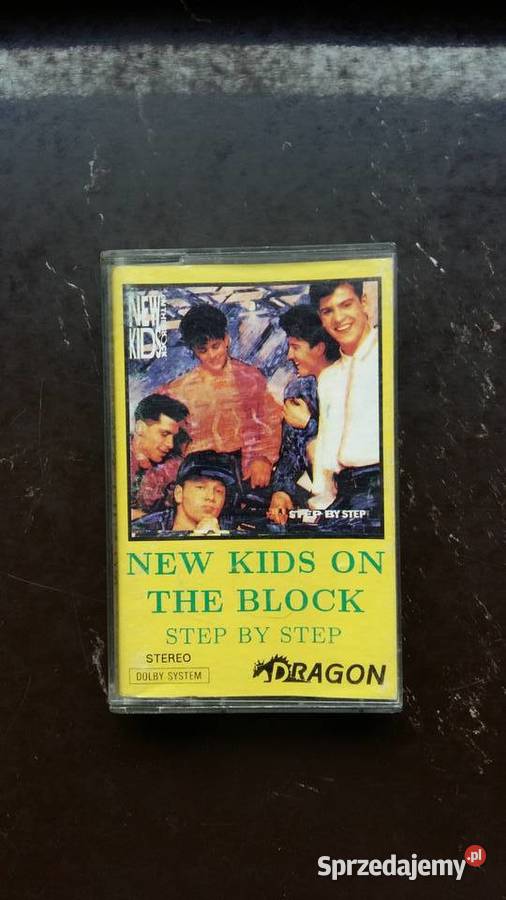 NEW
KIDS
ON THE BLOCK
STEP BY STEP
NEW KIDS ON
THE BLOCK
STEP BY STEP
STEREO
DOLBY SYSTEM
DRAGON
Sprzedajemy.pl